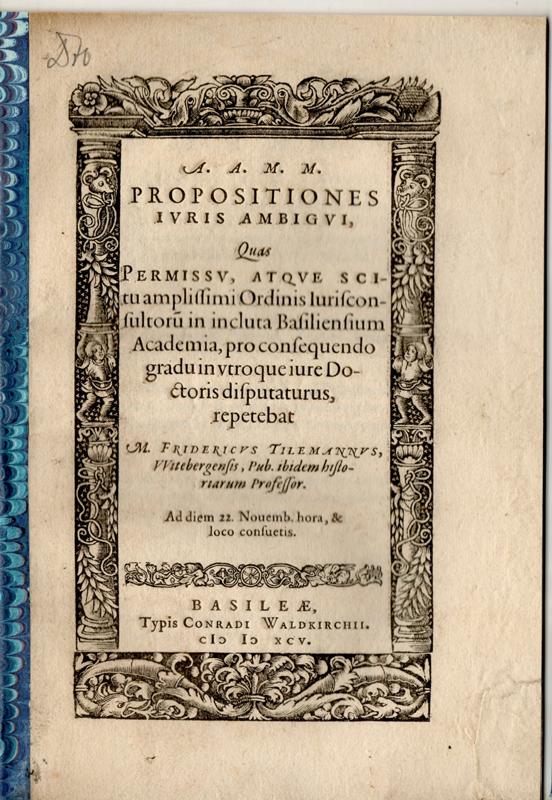 A. A. M. M.
PROPOSITIONES
IVRIS AMBIGVI,
Quas
PERMISSV, ATQVE SCI-
tu ampliſſimi Ordinis Iuriſcon-
ſultorū in incluta Baſilienſium
Academia, pro conſequendo
gradu in vtroque iure Do-
ctoris diſputaturus,
repetebat
M. FRIDERICVS TILEMANNVS,
VVitebergenſis, Pub. ibidem hiſto-
riarum Profeſſor.
Ad diem 22. Nouemb. hora, &
loco conſuetis.
BASILEÆ,
Typis CONRADI WALDKIRCHII.
cIↄ Iↄ XCV.